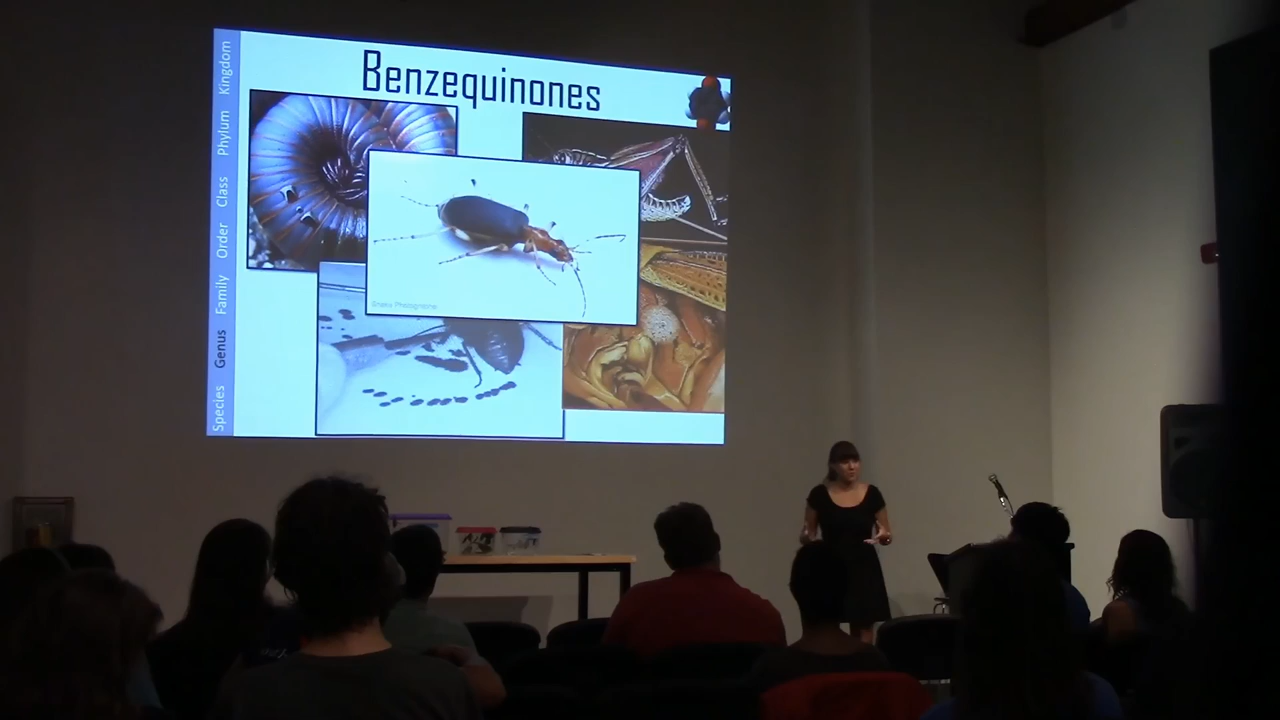 Benzequinones
Kingdom
Phylum
Class
Order
Family
Genus
Species